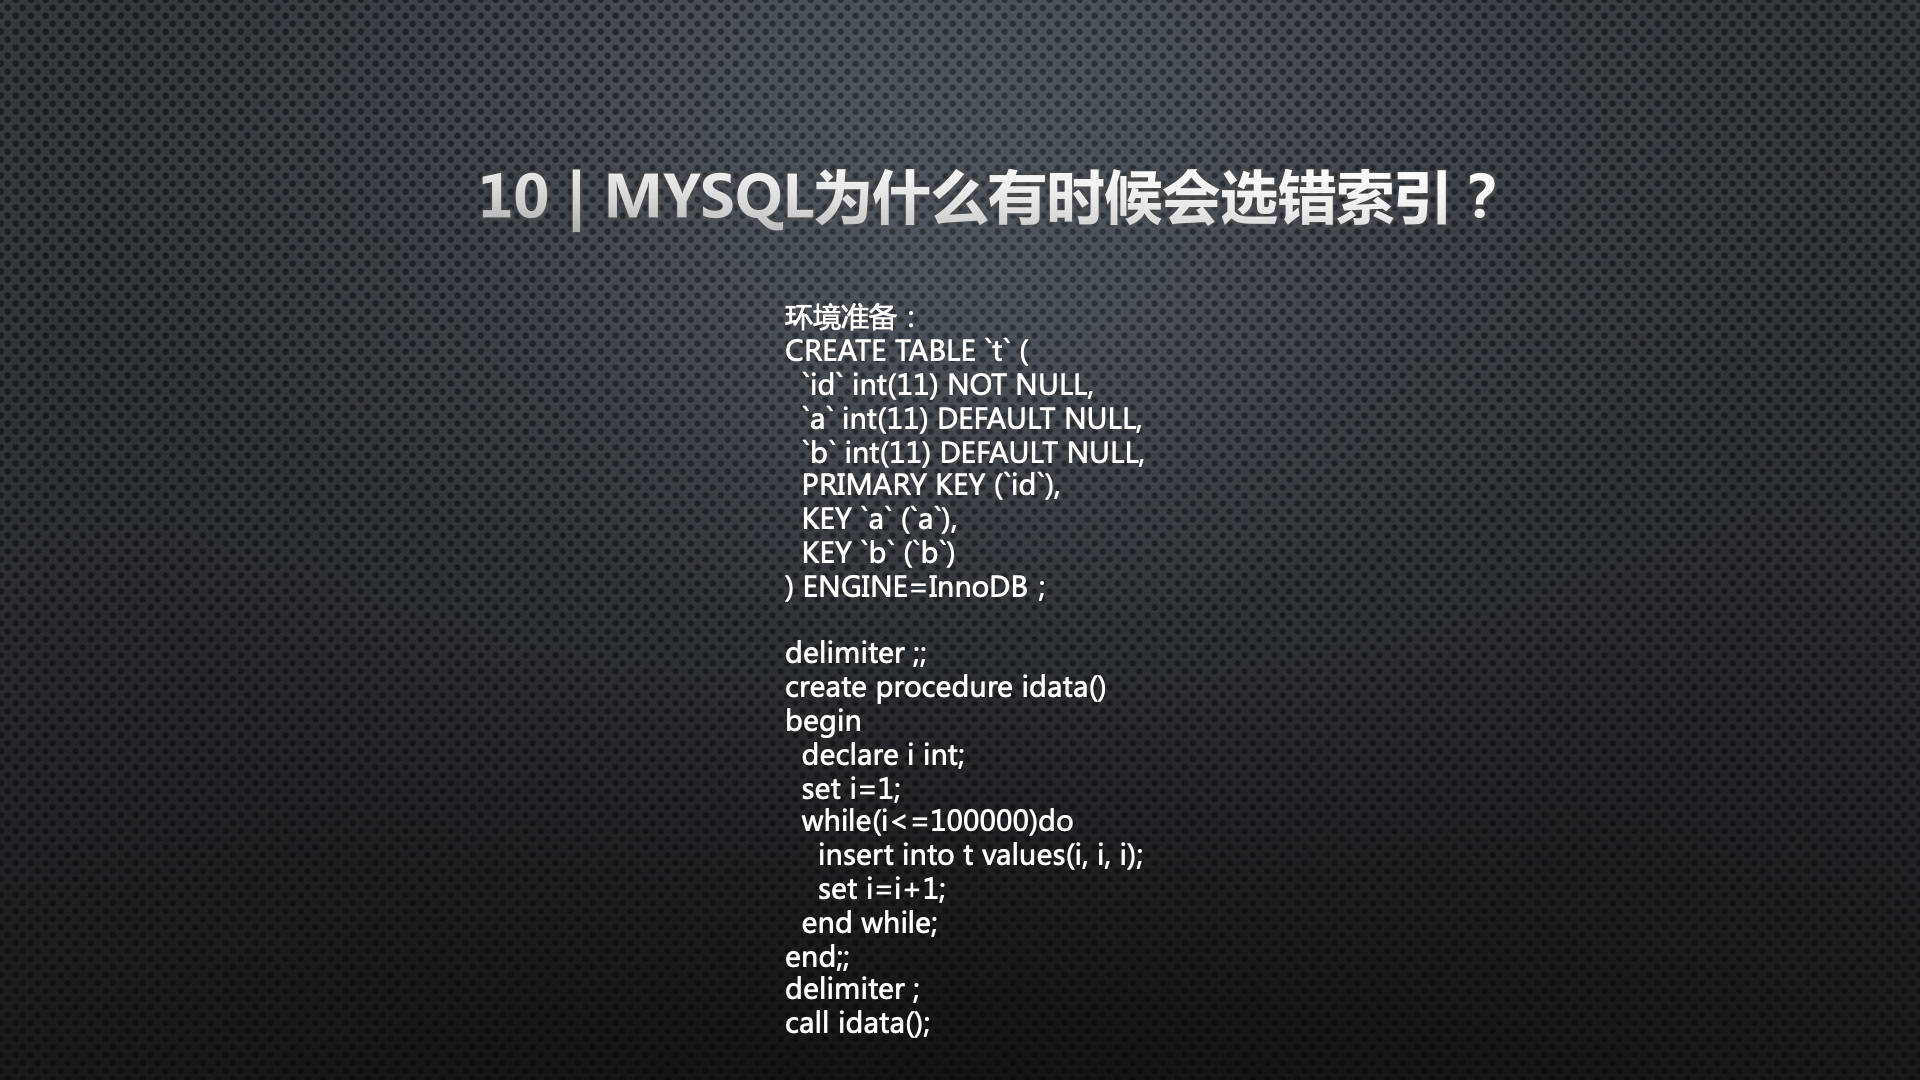 10 | MYSQL为什么有时候会选错索引？
环境准备：
CREATE TABLE `t` (
  `id` int(11) NOT NULL,
  `a` int(11) DEFAULT NULL,
  `b` int(11) DEFAULT NULL,
  PRIMARY KEY (`id`),
  KEY `a` (`a`),
  KEY `b` (`b`)
) ENGINE=InnoDB；
delimiter ;;
create procedure idata()
begin
  declare i int;
  set i=1;
  while(i<=100000)do
    insert into t values(i, i, i);
    set i=i+1;
  end while;
end;;
delimiter ;
call idata();